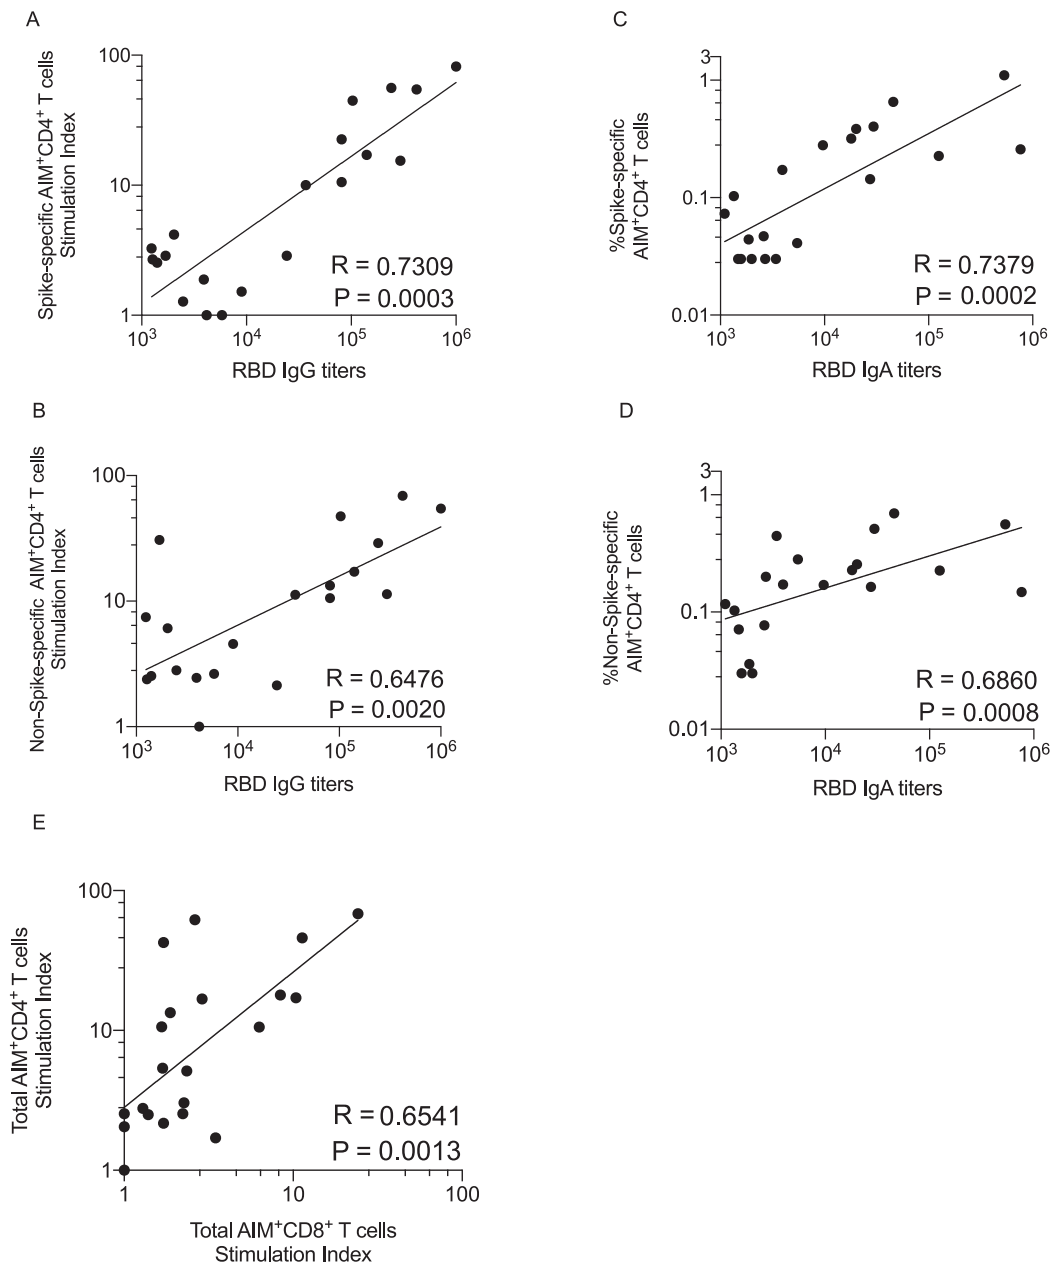 A
Spike-specific AIM⁺CD4⁺ T cells
Stimulation Index
100
10
1
10³ 10⁴ 10⁵ 10⁶
R = 0.7309
P = 0.0003
RBD IgG titers
C
%Spike-specific
AIM⁺CD4⁺ T cells
3
1
0.1
0.01
10³ 10⁴ 10⁵ 10⁶
R = 0.7379
P = 0.0002
RBD IgA titers
B
Non-Spike-specific AIM⁺CD4⁺ T cells
Stimulation Index
100
10
1
10³ 10⁴ 10⁵ 10⁶
R = 0.6476
P = 0.0020
RBD IgG titers
D
%Non-Spike-specific
AIM⁺CD4⁺ T cells
3
1
0.1
0.01
10³ 10⁴ 10⁵ 10⁶
R = 0.6860
P = 0.0008
RBD IgA titers
E
Total AIM⁺CD4⁺ T cells
Stimulation Index
100
10
1
1 10 100
R = 0.6541
P = 0.0013
Total AIM⁺CD8⁺ T cells
Stimulation Index